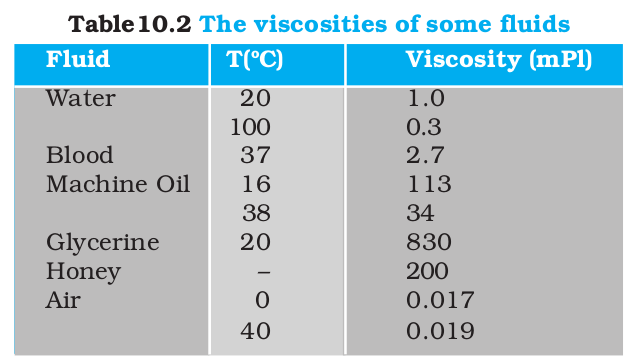 Table10.2 The viscosities of some fluids
Fluid T(ºC) Viscosity (mPl)
Water 20 1.0
100 0.3
Blood 37 2.7
Machine Oil 16 113
38 34
Glycerine 20 830
Honey – 200
Air 0 0.017
40 0.019